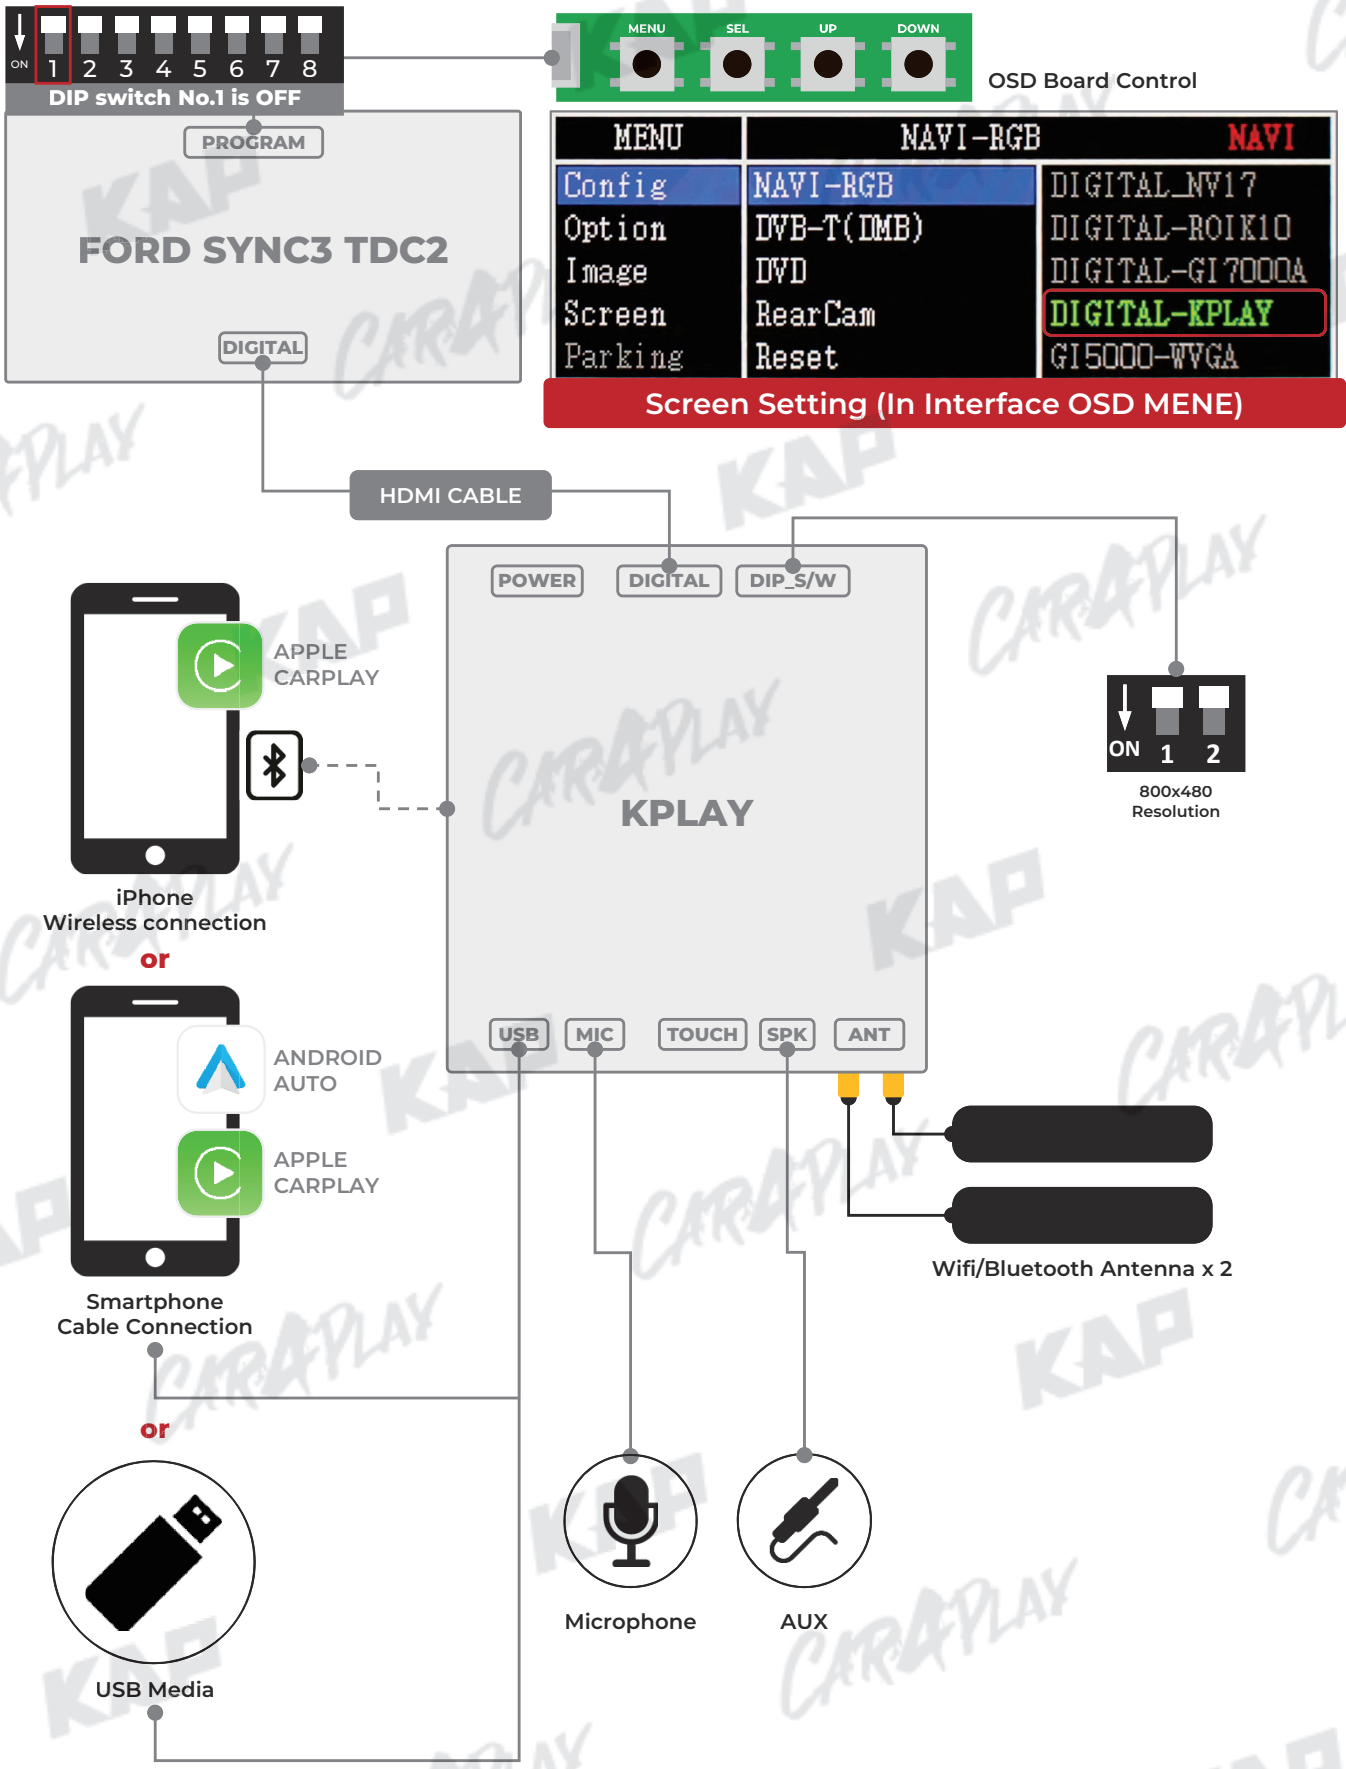 ON 1 2 3 4 5 6 7 8
DIP switch No.1 is OFF
MENU SEL UP DOWN
OSD Board Control
PROGRAM
FORD SYNC3 TDC2
DIGITAL
MENU NAVI-RGB NAVI
Config NAVI-RGB DIGITAL_NV17
Option DVB-T(DMB) DIGITAL-ROIK10
Image DVD DIGITAL-GI7000A
Screen RearCam DIGITAL-KPLAY
Parking Reset GI5000-WVGA
Screen Setting (In Interface OSD MENE)
HDMI CABLE
POWER DIGITAL DIP_S/W
APPLE
CARPLAY
KPLAY
ON 1 2
800x480
Resolution
iPhone
Wireless connection
or
USB MIC TOUCH SPK ANT
ANDROID
AUTO
APPLE
CARPLAY
Wifi/Bluetooth Antenna x 2
Smartphone
Cable Connection
or
Microphone
AUX
USB Media
KAP
CAR4PLAY